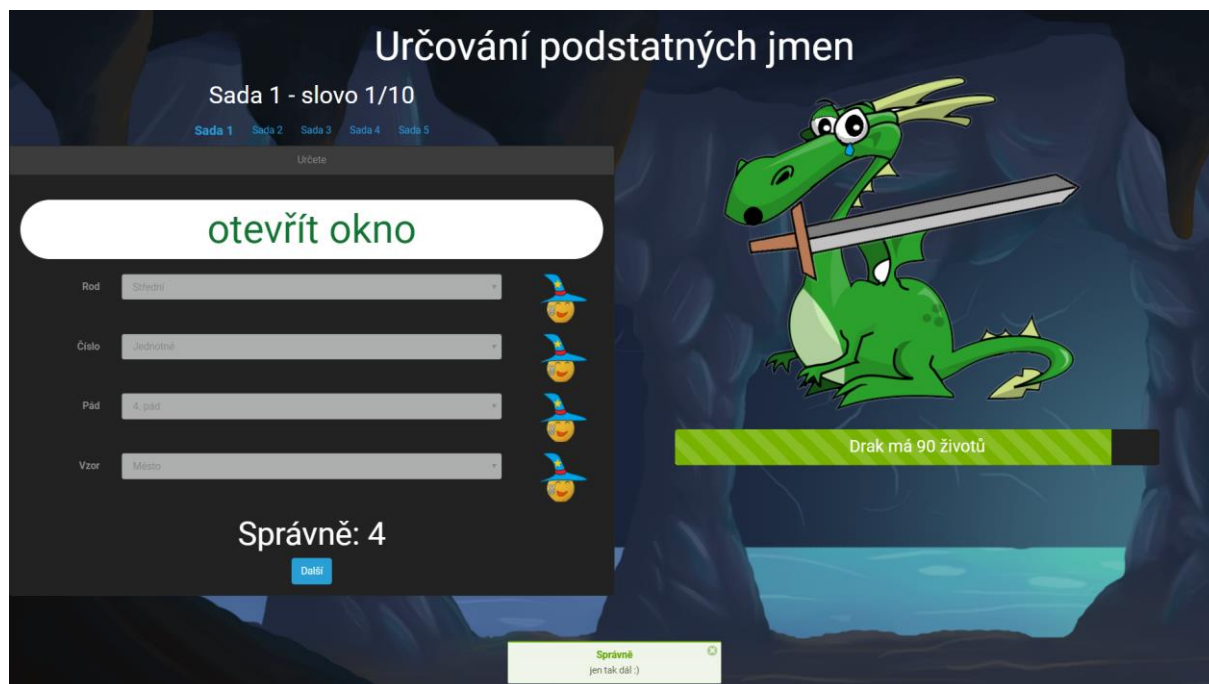 Určování podstatných jmen
Sada 1 - slovo 1/10
Sada 1 Sada 2 Sada 3 Sada 4 Sada 5
Určete
otevřít okno
Rod Střední
Číslo Jednotné
Pád 4. pád
Vzor Město
Správně: 4
Další
Drak má 90 životů
Správně
jen tak dál :)